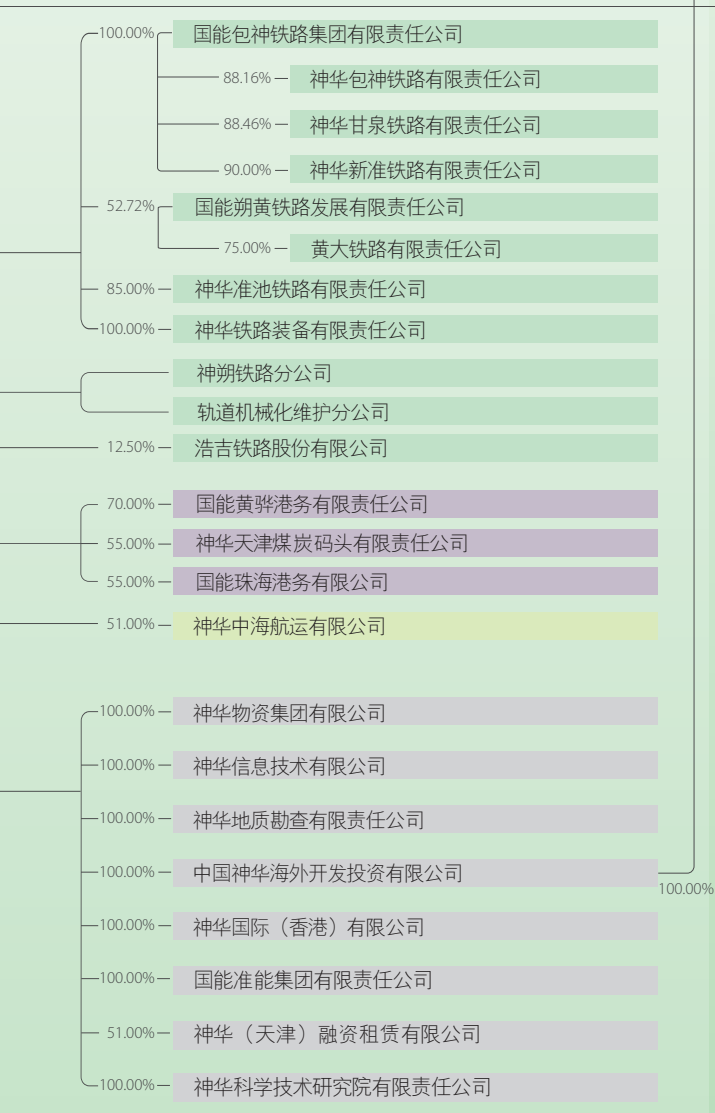 100.00% 国能包神铁路集团有限责任公司
88.16% 神华包神铁路有限责任公司
88.46% 神华甘泉铁路有限责任公司
90.00% 神华新准铁路有限责任公司
52.72% 国能朔黄铁路发展有限责任公司
75.00% 黄大铁路有限责任公司
85.00% 神华准池铁路有限责任公司
100.00% 神华铁路装备有限责任公司
神朔铁路分公司
轨道机械化维护分公司
12.50% 浩吉铁路股份有限公司
70.00% 国能黄骅港务有限责任公司
55.00% 神华天津煤炭码头有限责任公司
55.00% 国能珠海港务有限公司
51.00% 神华中海航运有限公司
100.00% 神华物资集团有限公司
100.00% 神华信息技术有限公司
100.00% 神华地质勘查有限责任公司
100.00% 中国神华海外开发投资有限公司
100.00%
100.00% 神华国际（香港）有限公司
100.00% 国能准能集团有限责任公司
51.00% 神华（天津）融资租赁有限公司
100.00% 神华科学技术研究院有限责任公司